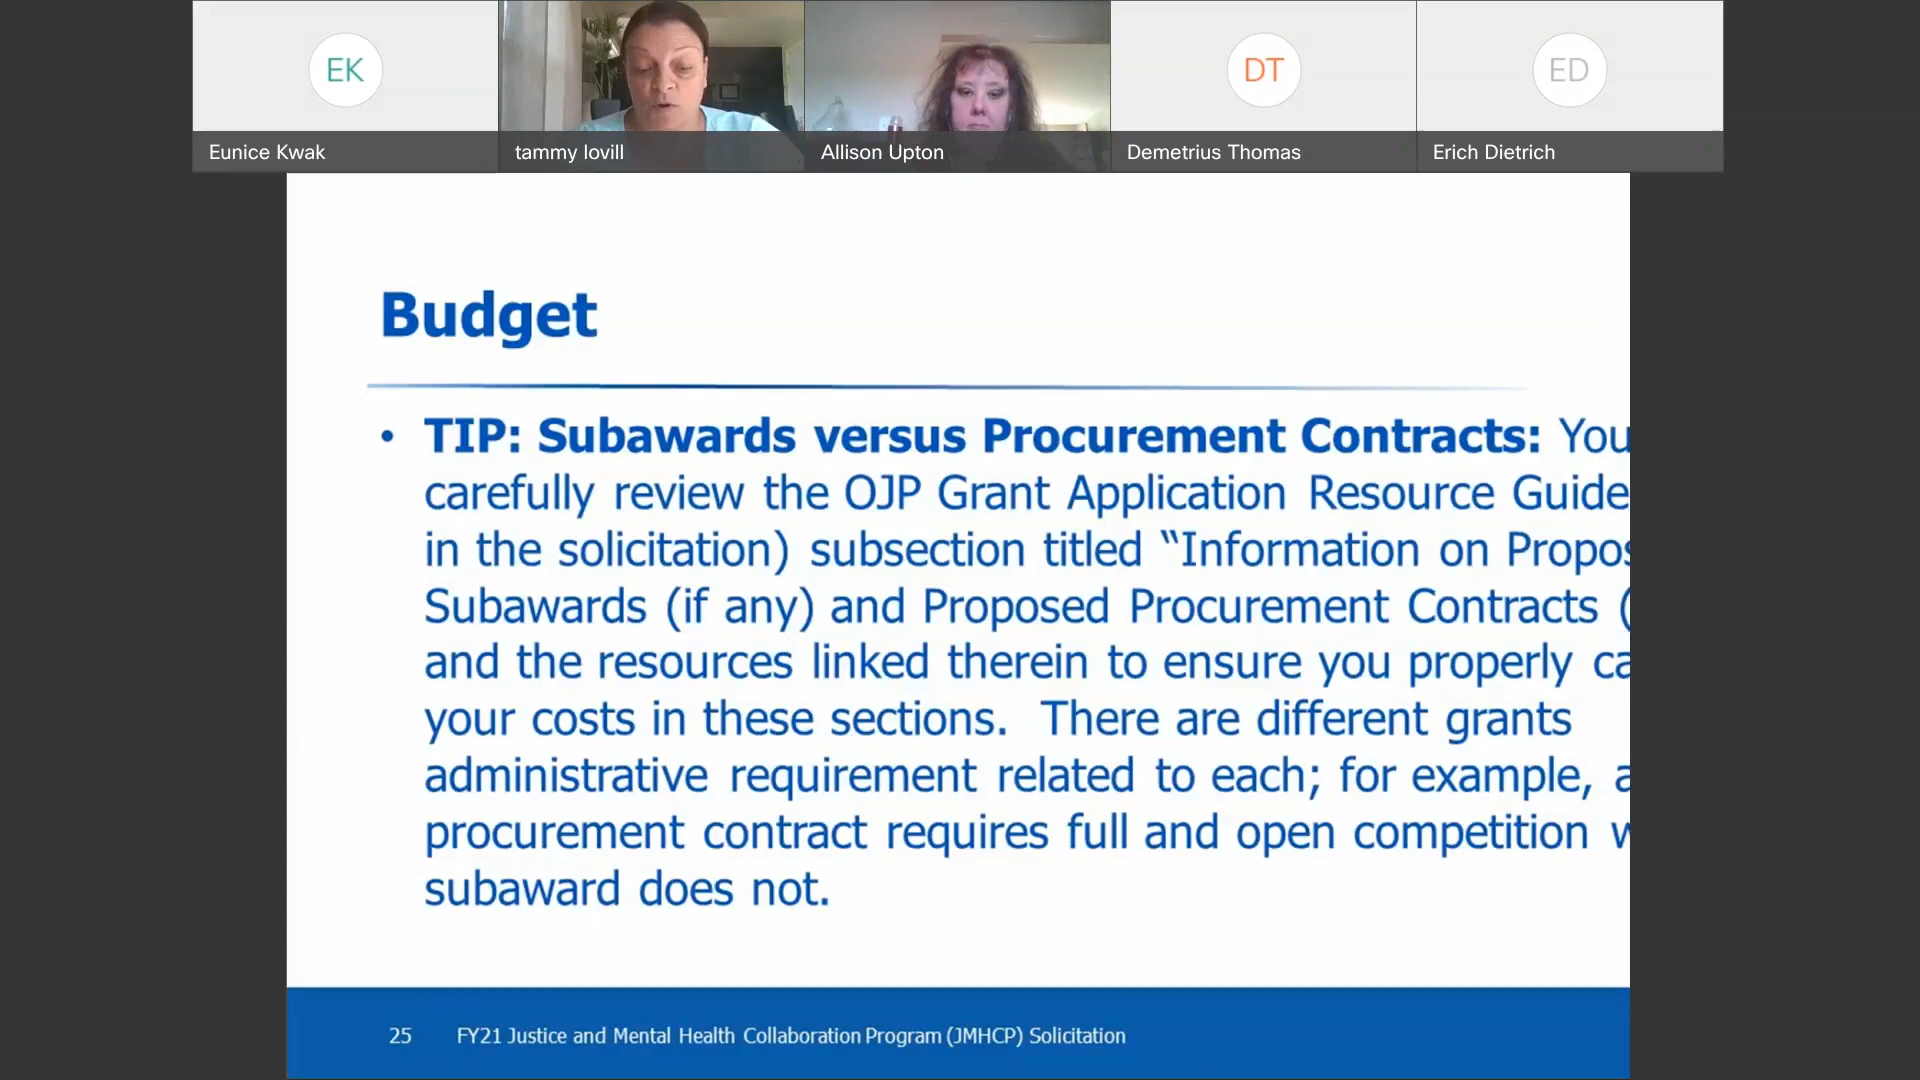 EK
DT
ED
Eunice Kwak
tammy lovill
Allison Upton
Demetrius Thomas
Erich Dietrich
Budget
• TIP: Subawards versus Procurement Contracts: You
carefully review the OJP Grant Application Resource Guide
in the solicitation) subsection titled “Information on Propos
Subawards (if any) and Proposed Procurement Contracts (
and the resources linked therein to ensure you properly ca
your costs in these sections. There are different grants
administrative requirement related to each; for example, a
procurement contract requires full and open competition w
subaward does not.
25 FY21 Justice and Mental Health Collaboration Program (JMHCP) Solicitation